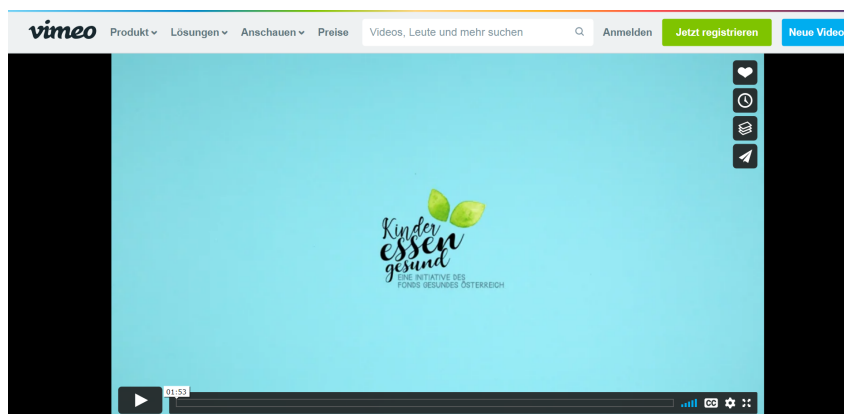 vimeo Produkt Lösungen Anschauen Preise Videos, Leute und mehr suchen Anmelden Jetzt registrieren Neue Video
Kinder
essen
gesund
EINE INITIATIVE DES
FONDS GESUNDES ÖSTERREICH
01:53
CC